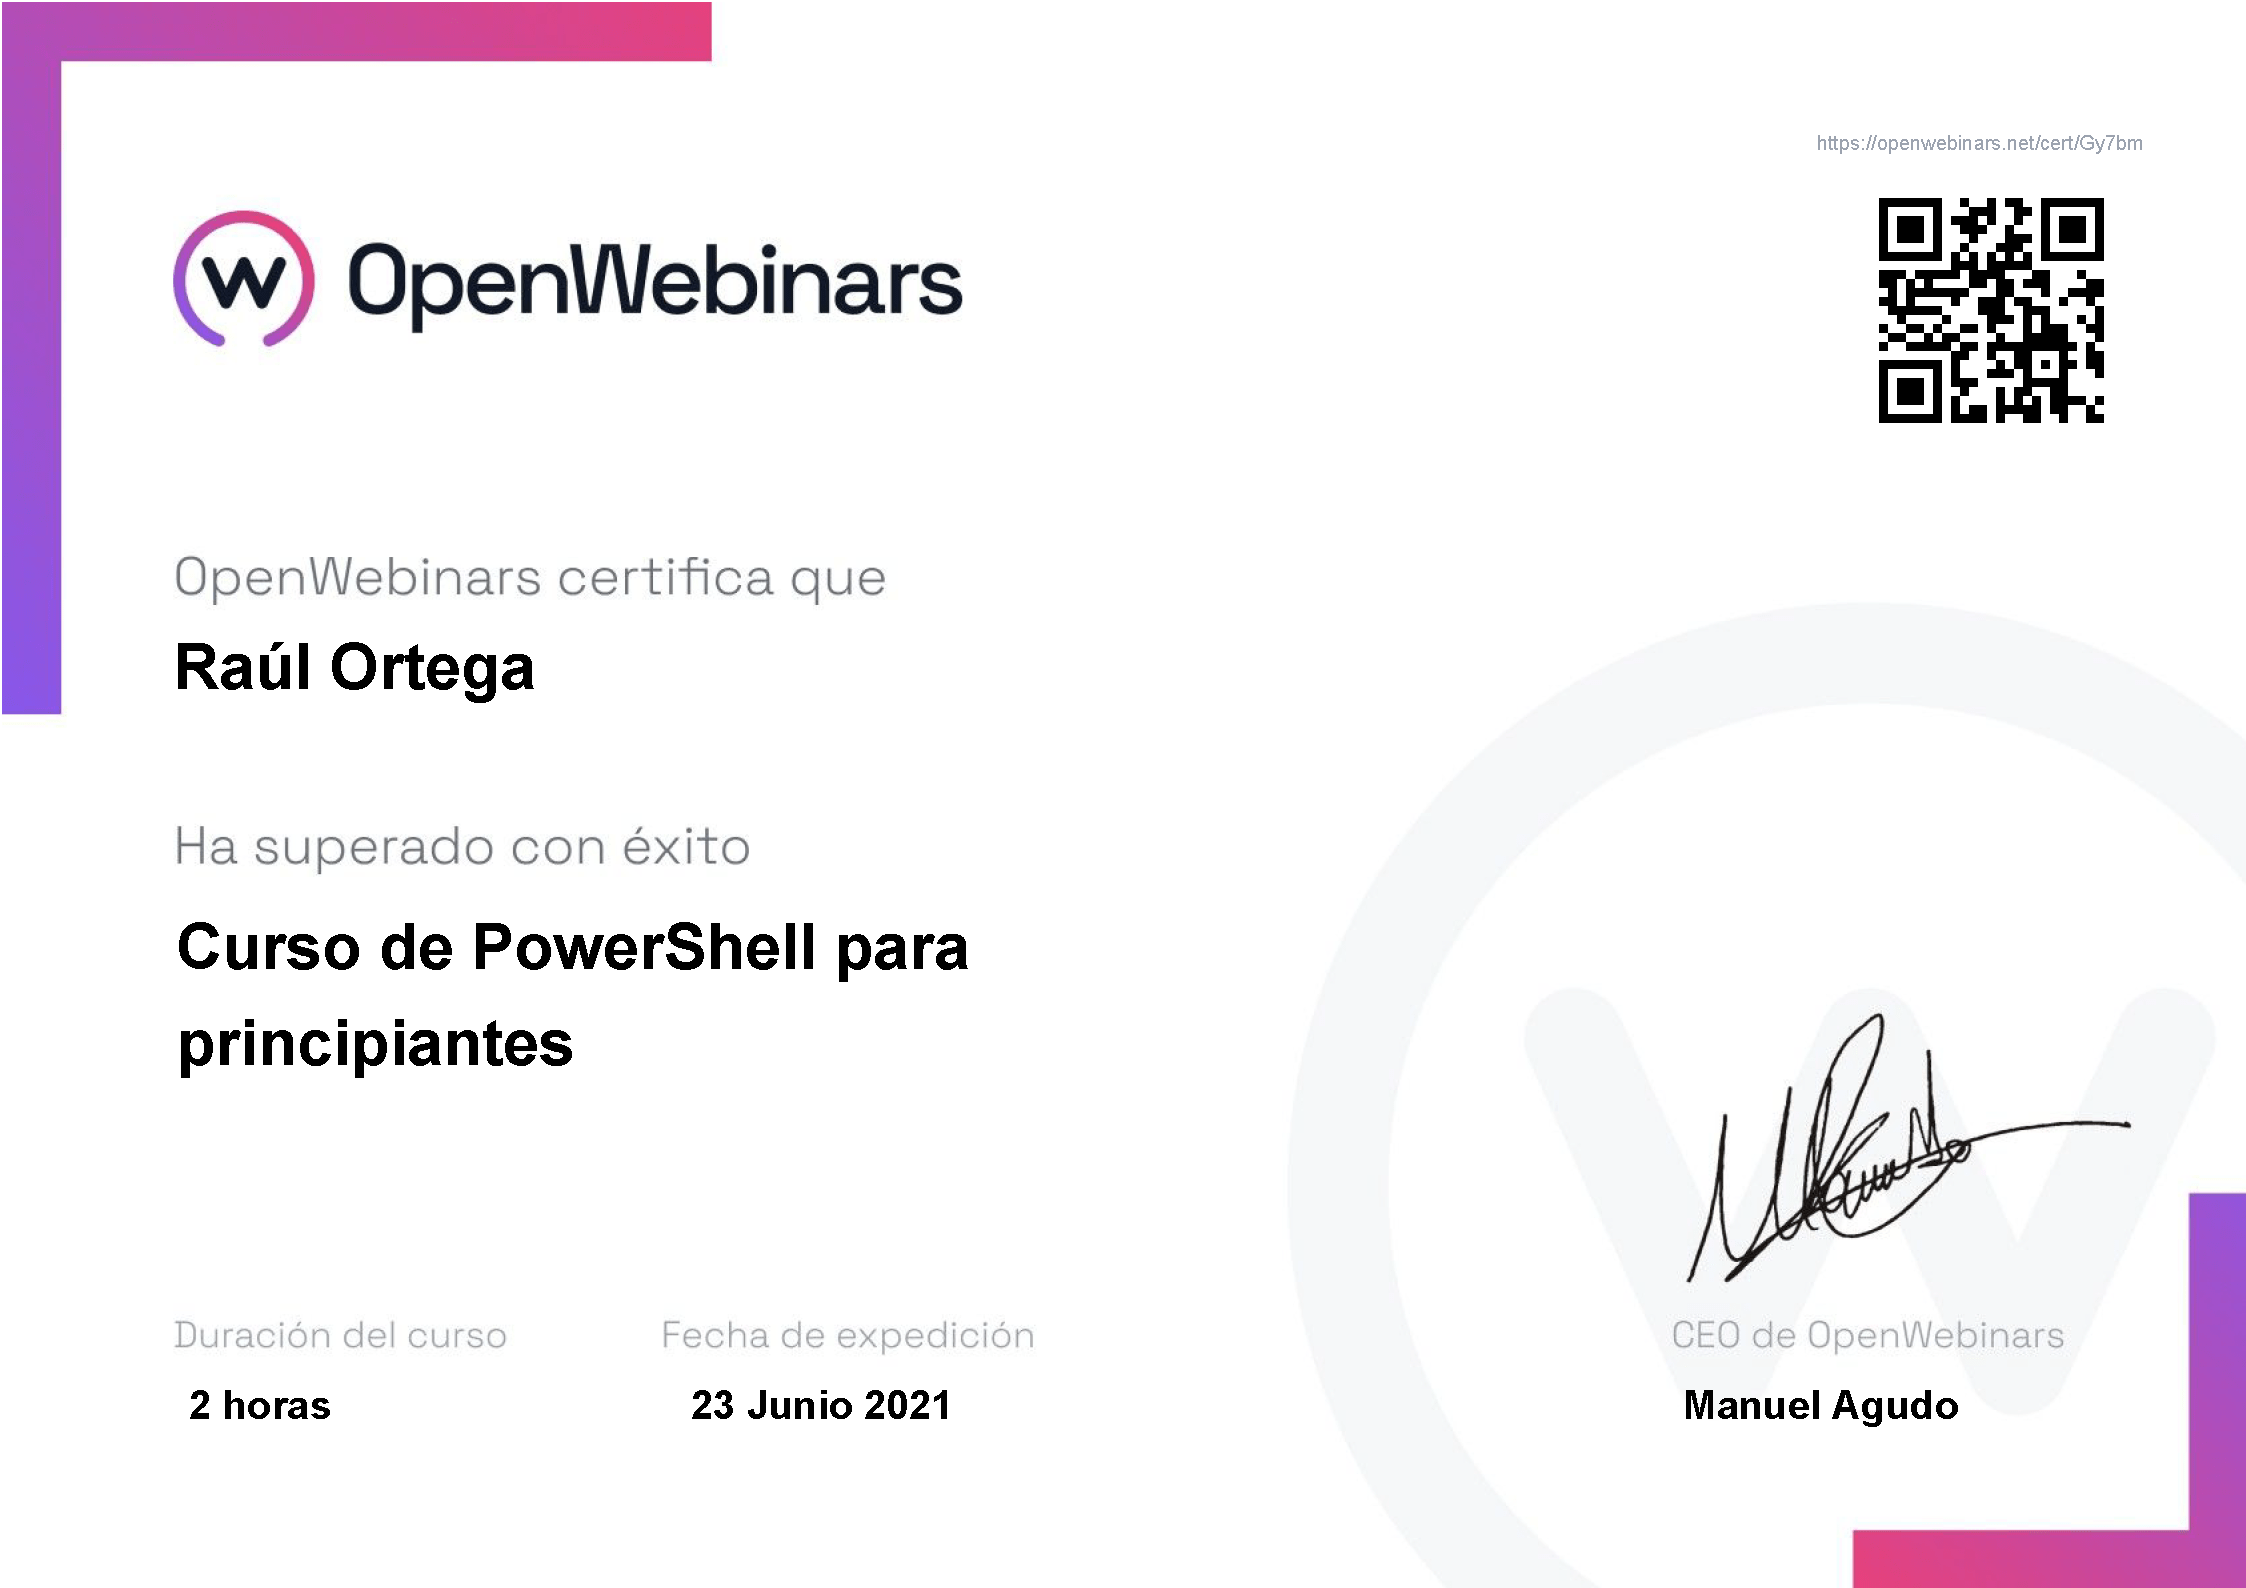 https://openwebinars.net/cert/Gy7bm
OpenWebinars
OpenWebinars certifica que
Raúl Ortega
Ha superado con éxito
Curso de PowerShell para
principiantes
Duración del curso
2 horas
Fecha de expedición
23 Junio 2021
CEO de OpenWebinars
Manuel Agudo